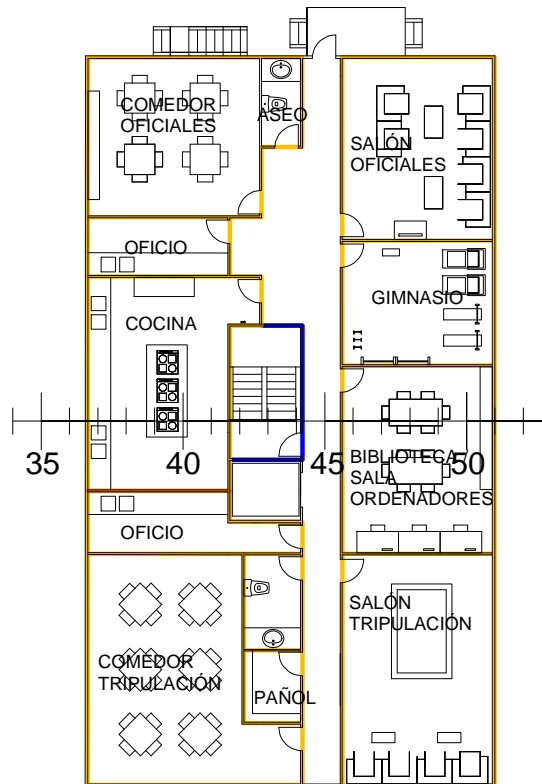 COMEDOR
OFICIALES
ASEO
SALÓN
OFICIALES
OFICIO
GIMNASIO
COCINA
35
40
45
50
BIBLIOTECA
SALA
ORDENADORES
OFICIO
SALÓN
TRIPULACIÓN
COMEDOR
TRIPULACIÓN
PAÑOL